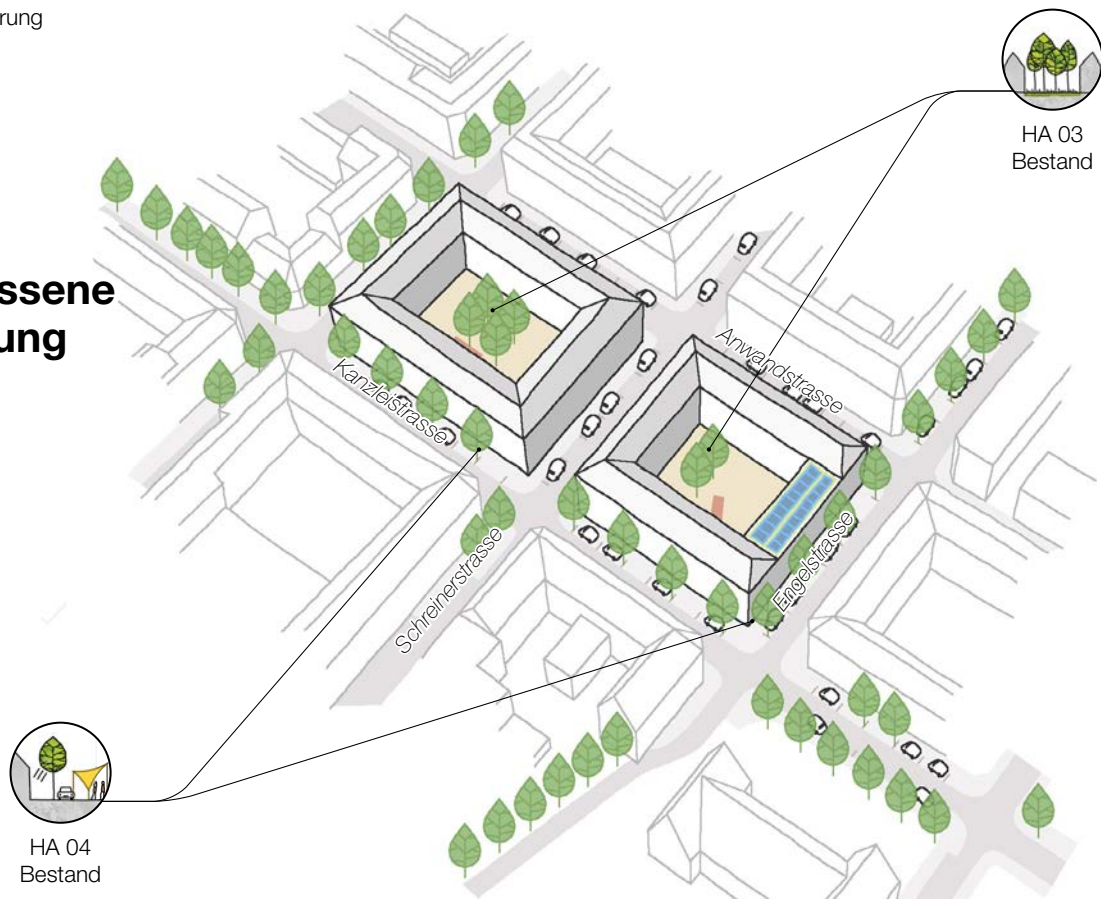 rung
HA 03
Bestand
ssene
ung
Anwandstrasse
Kanzleistrasse
Engelstrasse
Schreinerstrasse
HA 04
Bestand